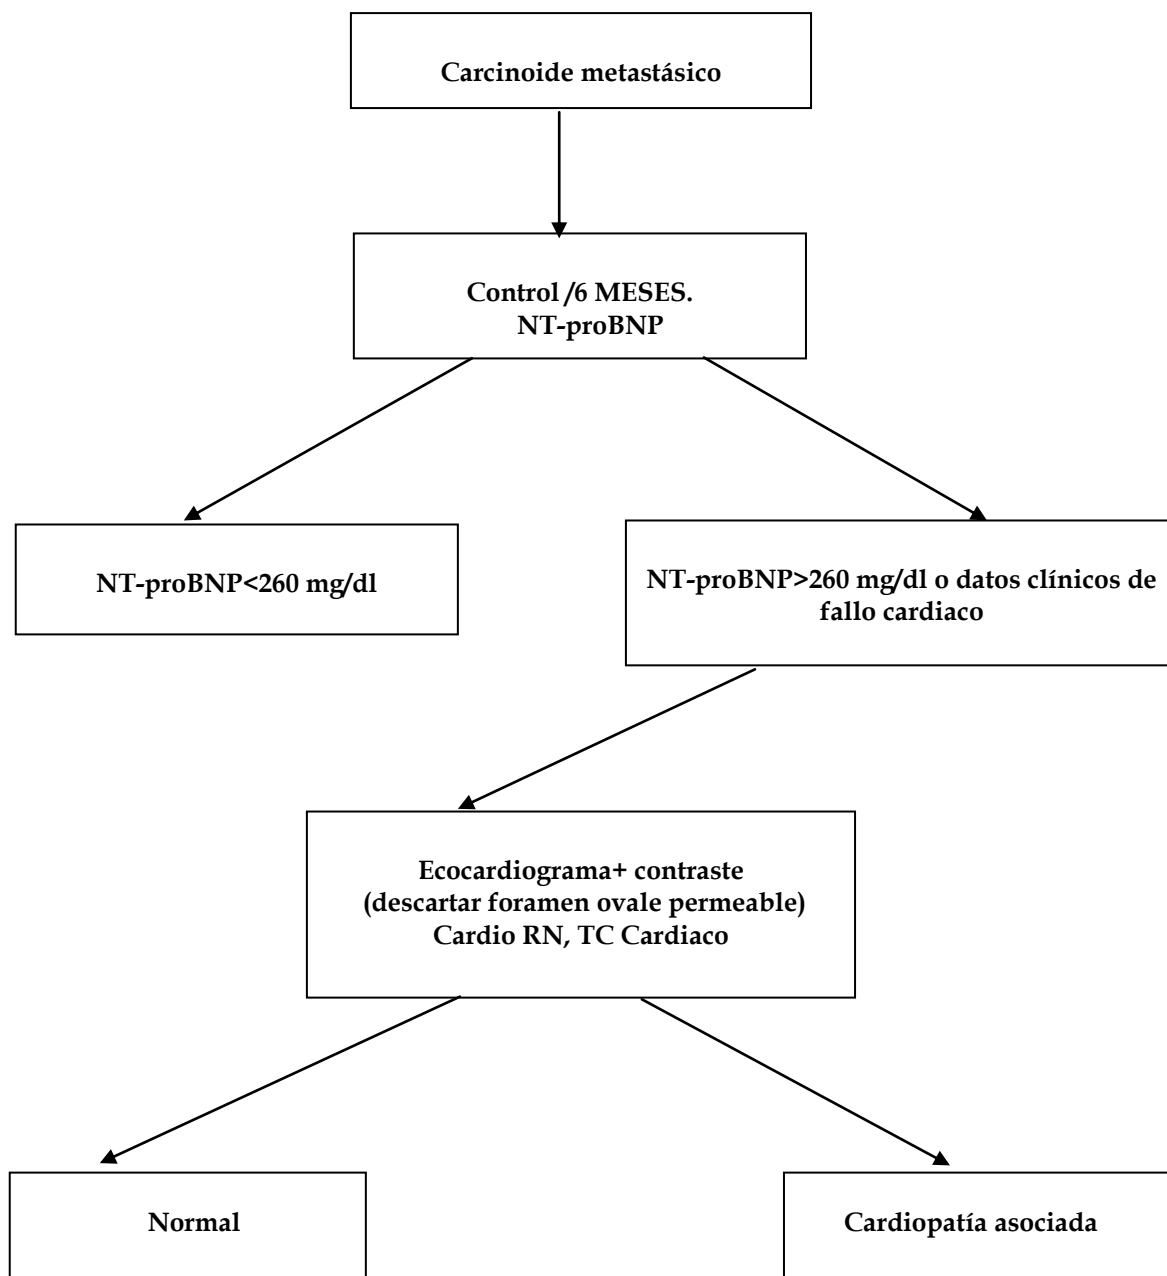 Carcinoide metastásico
Control /6 MESES.
NT-proBNP
NT-proBNP<260 mg/dl
NT-proBNP>260 mg/dl o datos clínicos de
fallo cardiaco
Ecocardiograma+ contraste
(descartar foramen ovale permeable)
Cardio RN, TC Cardiaco
Normal
Cardiopatía asociada